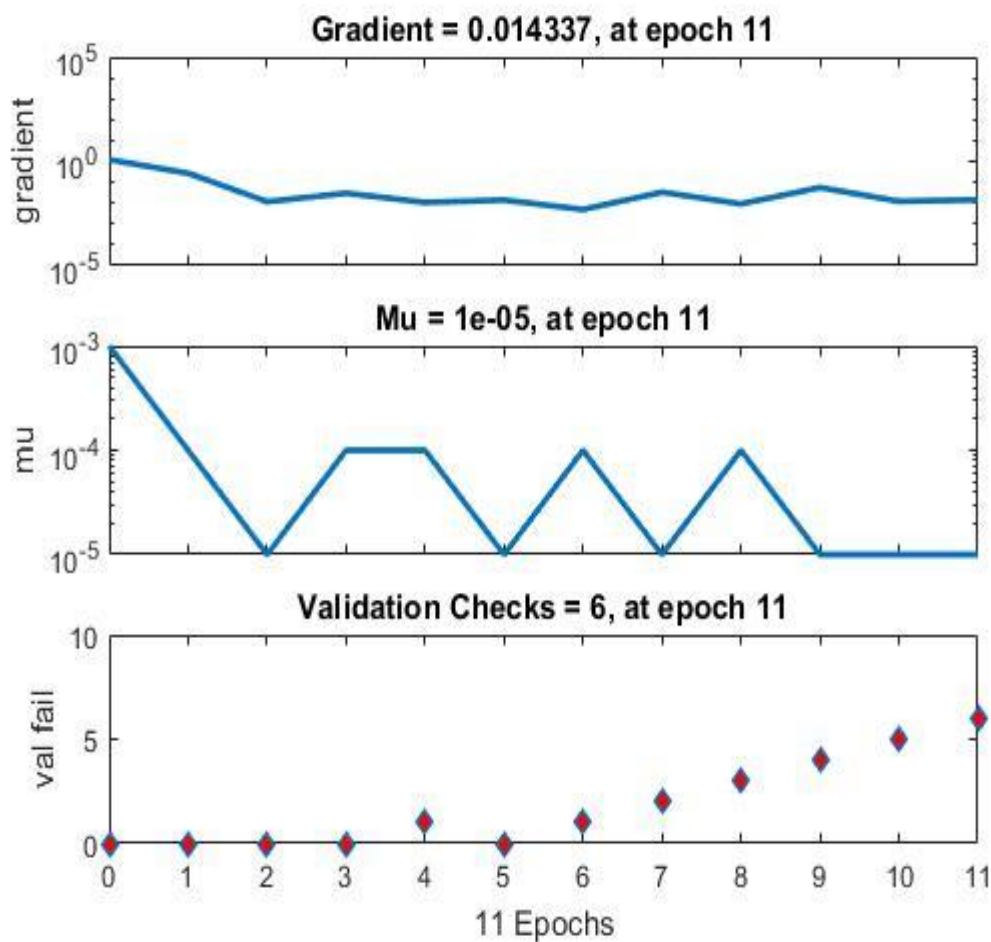 Gradient = 0.014337, at epoch 11
10^5
10^0
10^-5
gradient
Mu = 1e-05, at epoch 11
10^-3
10^-4
10^-5
mu
Validation Checks = 6, at epoch 11
10
5
0
val fail
0 1 2 3 4 5 6 7 8 9 10 11
11 Epochs